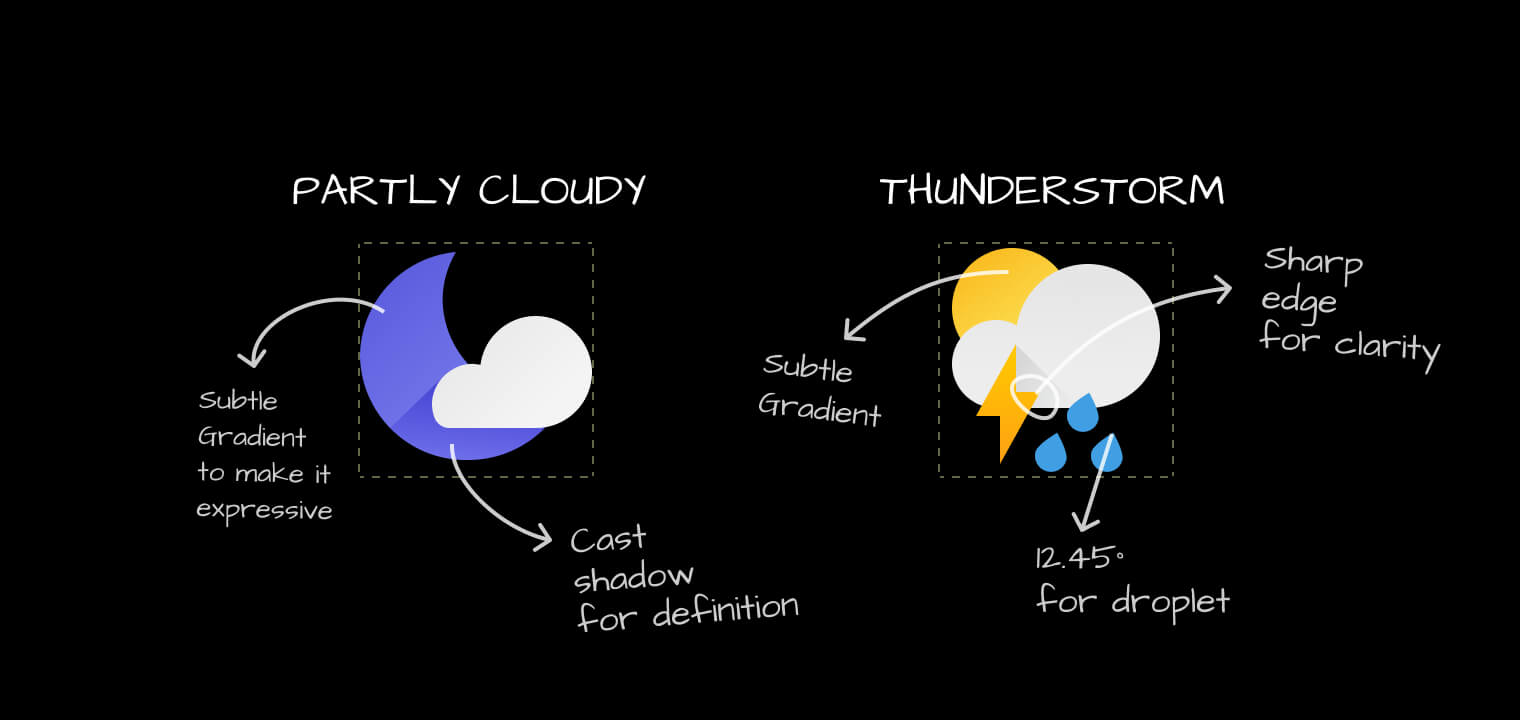 PARTLY CLOUDY
Subtle
Gradient
to make it
expressive
Cast
shadow
for definition
THUNDERSTORM
Subtle
Gradient
Sharp
edge
for clarity
12.45°
for droplet